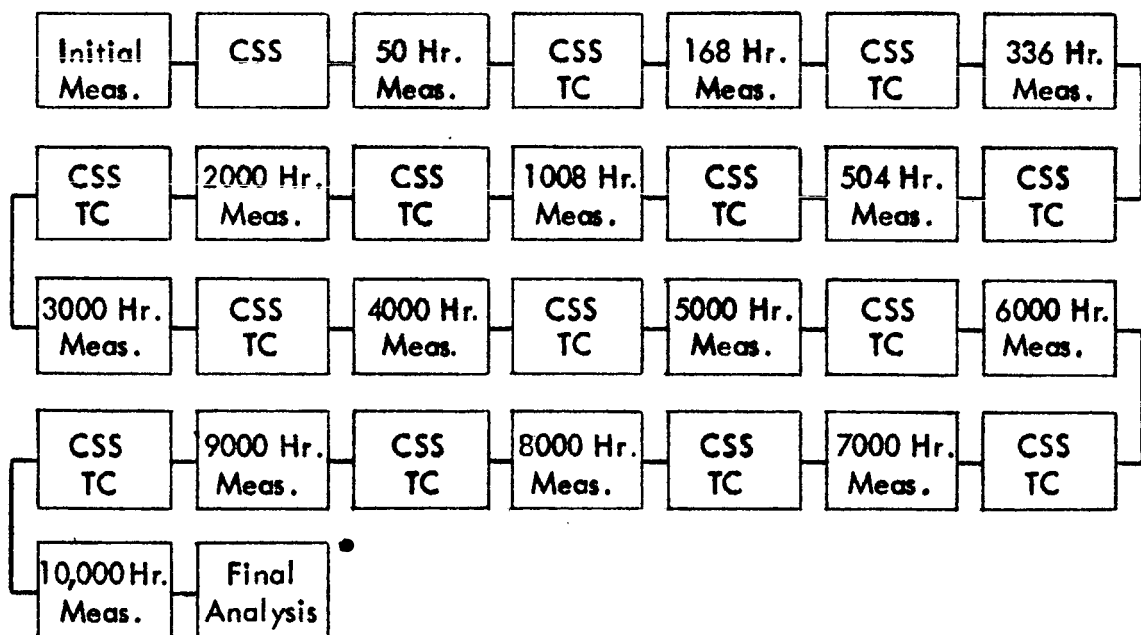 Initial
Meas.
CSS
50 Hr.
Meas.
CSS
TC
168 Hr.
Meas.
CSS
TC
336 Hr.
Meas.
CSS
TC
2000 Hr.
Meas.
CSS
TC
1008 Hr.
Meas.
CSS
TC
504 Hr.
Meas.
CSS
TC
3000 Hr.
Meas.
CSS
TC
4000 Hr.
Meas.
CSS
TC
5000 Hr.
Meas.
CSS
TC
6000 Hr.
Meas.
CSS
TC
9000 Hr.
Meas.
CSS
TC
8000 Hr.
Meas.
CSS
TC
7000 Hr.
Meas.
CSS
TC
10,000 Hr.
Meas.
Final
Analysis